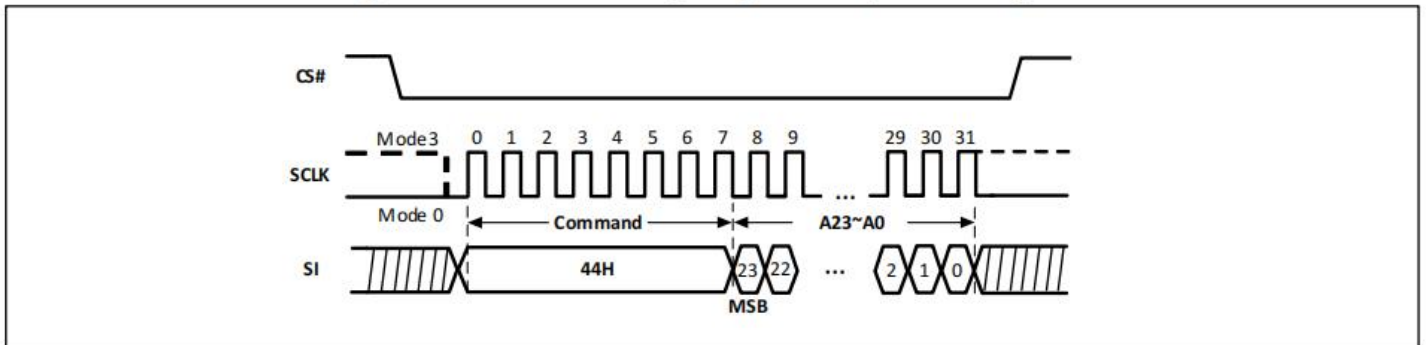 CS#
Mode3 0 1 2 3 4 5 6 7 8 9 29 30 31
SCLK ...
Mode 0 Command A23~A0
SI 44H 23 22 ... 2 1 0
MSB